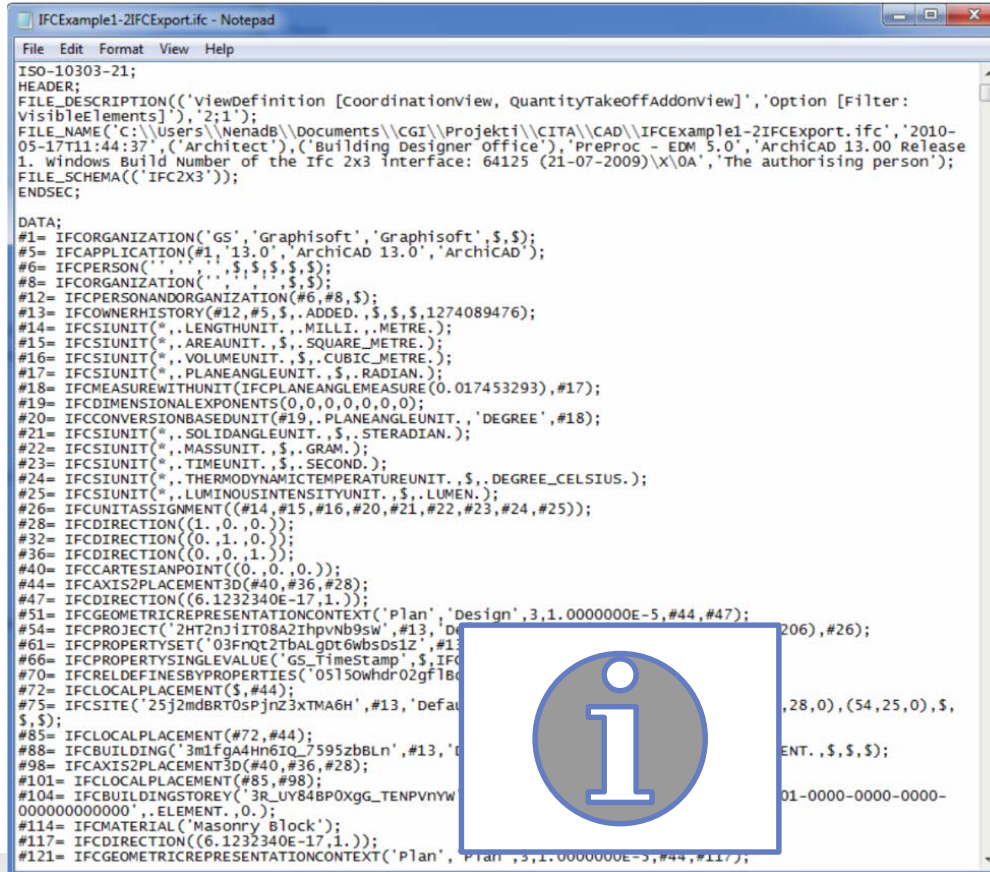 IFCExample1-2IFCExport.ifc - Notepad
File Edit Format View Help
ISO-10303-21;
HEADER;
FILE_DESCRIPTION(('ViewDefinition [CoordinationView, QuantityTakeOffAddOnView]','Option [Filter:
VisibleElements]'),'2;1');
FILE_NAME('C:\\Users\\NenadB\\Documents\\CGI\\Projekti\\CITA\\CAD\\IFCExample1-2IFCExport.ifc','2010-
05-17T11:44:37',('Architect'),('Building Designer office'),'PreProc - EDM 5.0','ArchiCAD 13.00 Release
1. Windows Build Number of the Ifc 2x3 interface: 64125 (21-07-2009)\X\0A','The authorising person');
FILE_SCHEMA(('IFC2X3'));
ENDSEC;
DATA;
#1= IFCORGANIZATION('GS','Graphisoft','Graphisoft',$,$);
#5= IFCAPPLICATION(#1,'13.0','ArchiCAD 13.0','ArchiCAD');
#6= IFCPERSON('','','',$,$,$,$,$);
#8= IFCORGANIZATION('','','',$,$);
#12= IFCPERSONANDORGANIZATION(#6,#8,$);
#13= IFCOWNERHISTORY(#12,#5,$,.ADDED.,$,$,$,1274089476);
#14= IFCSIUNIT(*,.LENGTHUNIT.,.MILLI.,.METRE.);
#15= IFCSIUNIT(*,.AREAUNIT.,$,.SQUARE_METRE.);
#16= IFCSIUNIT(*,.VOLUMEUNIT.,$,.CUBIC_METRE.);
#17= IFCSIUNIT(*,.PLANEANGLEUNIT.,$,.RADIAN.);
#18= IFCMEASUREWITHUNIT(IFCPLANEANGLEMEASURE(0.017453293),#17);
#19= IFCDIMENSIONALEXPONENTS(0,0,0,0,0,0,0);
#20= IFCCONVERSIONBASEDUNIT(#19,.PLANEANGLEUNIT.,'DEGREE',#18);
#21= IFCSIUNIT(*,.SOLIDANGLEUNIT.,$,.STERADIAN.);
#22= IFCSIUNIT(*,.MASSUNIT.,$,.GRAM.);
#23= IFCSIUNIT(*,.TIMEUNIT.,$,.SECOND.);
#24= IFCSIUNIT(*,.THERMODYNAMICTEMPERATUREUNIT.,$,.DEGREE_CELSIUS.);
#25= IFCSIUNIT(*,.LUMINOUSINTENSITYUNIT.,$,.LUMEN.);
#26= IFCUNITASSIGNMENT((#14,#15,#16,#20,#21,#22,#23,#24,#25));
#28= IFCDIRECTION((1.,0.,0.));
#32= IFCDIRECTION((0.,1.,0.));
#36= IFCDIRECTION((0.,0.,1.));
#40= IFCCARTESIANPOINT((0.,0.,0.));
#44= IFCAXIS2PLACEMENT3D(#40,#36,#28);
#47= IFCDIRECTION((6.1232340E-17,1.));
#51= IFCGEOMETRICREPRESENTATIONCONTEXT('Plan','Design',3,1.0000000E-5,#44,#47);
#54= IFCPROJECT('2HT2nJiIT08A2IhpvNb9sW',#13,'De 206),#26);
#61= IFCPROPERTYSET('03FnQt2TbALgDt6WbsDs1Z',#13
#66= IFCPROPERTYSINGLEVALUE('GS_TimeStamp',$,IFC
#70= IFCRELDEFINESBYPROPERTIES('05l5Owhdr02gflBc
#72= IFCLOCALPLACEMENT($,#44);
#75= IFCSITE('25j2mdBRT0sPjnZ3xTMA6H',#13,'Defau ,28,0),(54,25,0),$,
$,$);
#85= IFCLOCALPLACEMENT(#72,#44);
#88= IFCBUILDING('3m1fgA4Hn6IQ_7595zbBLn',#13,'D ENT.,$,$,$);
#98= IFCAXIS2PLACEMENT3D(#40,#36,#28);
#101= IFCLOCALPLACEMENT(#85,#98);
#104= IFCBUILDINGSTOREY('3R_UY84BP0XgG_TENPVnYW' 01-0000-0000-0000-
000000000000',.ELEMENT.,0.);
#114= IFCMATERIAL('Masonry Block');
#117= IFCDIRECTION((6.1232340E-17,1.));
#121= IFCGEOMETRICREPRESENTATIONCONTEXT('Plan','Plan',3,1.0000000E-5,#44,#117);